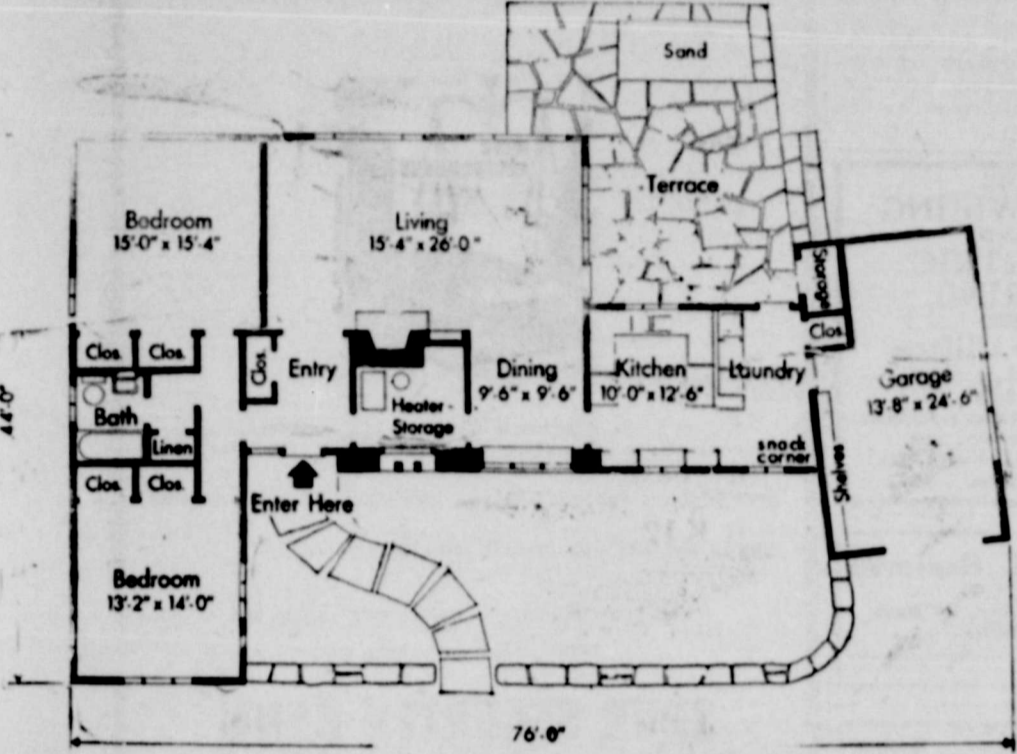 Sand
Terrace
Bedroom
15'-0" x 15'-4"
Living
15'-4" x 26'-0"
Storage
Clos.
Clos.
Clos.
Clos.
Entry
Dining
9'-6" x 9'-6"
Kitchen
10'-0" x 12'-6"
Laundry
Garage
13'-8" x 24'-6"
44'-0"
Bath
Heater
Storage
Linen
snack
corner
Clos.
Clos.
Shelves
Enter Here
Bedroom
13'-2" x 14'-0"
76'-0"